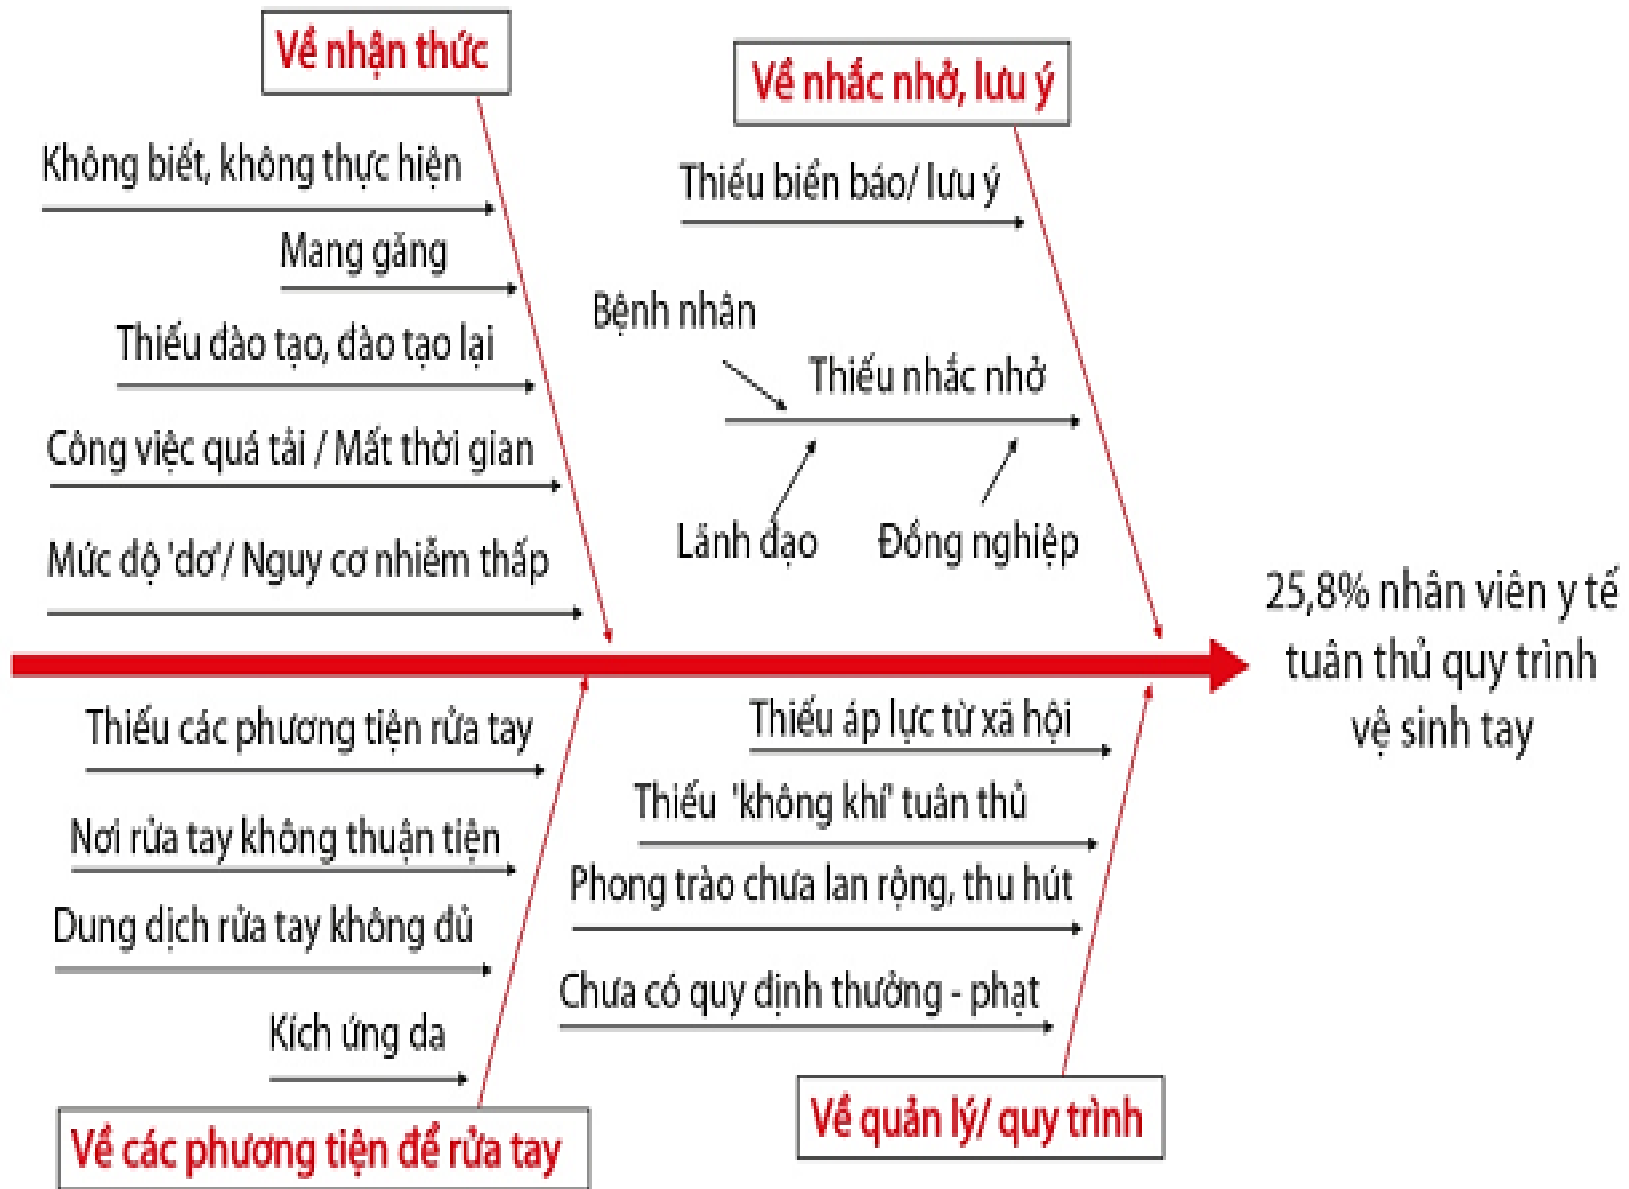 Về nhận thức
Không biết, không thực hiện
Mang găng
Thiếu đào tạo, đào tạo lại
Công việc quá tải / Mất thời gian
Mức độ 'dơ'/ Nguy cơ nhiễm thấp
Về nhắc nhở, lưu ý
Thiếu biển báo/ lưu ý
Bệnh nhân
Thiếu nhắc nhở
Lãnh đạo
Đồng nghiệp
25,8% nhân viên y tế
tuân thủ quy trình
vệ sinh tay
Thiếu các phương tiện rửa tay
Nơi rửa tay không thuận tiện
Dung dịch rửa tay không đủ
Kích ứng da
Về các phương tiện để rửa tay
Thiếu áp lực từ xã hội
Thiếu 'không khí' tuân thủ
Phong trào chưa lan rộng, thu hút
Chưa có quy định thưởng - phạt
Về quản lý/ quy trình